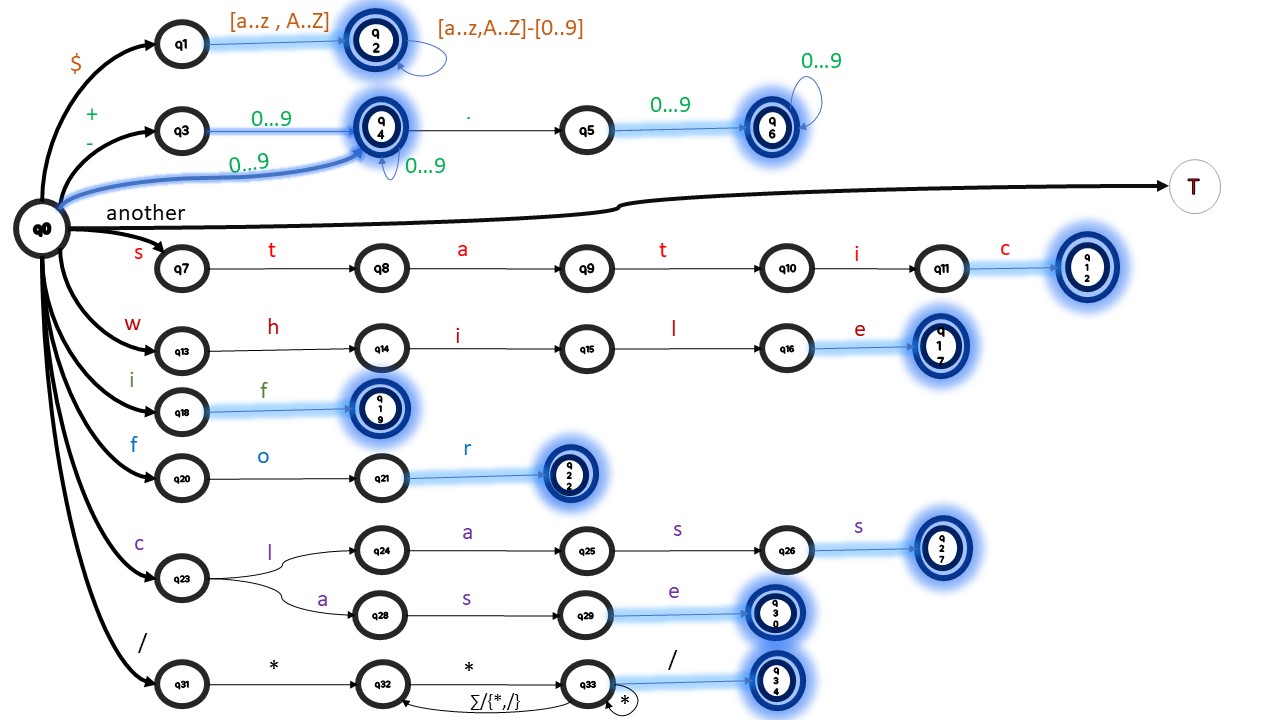 [a..z , A..Z]
q1
q2
[a..z,A..Z]-[0..9]
$
0...9
+
-
q3
0...9
q4
.
q5
0...9
q6
0...9
0...9
T
another
q0
s
q7
t
q8
a
q9
t
q10
i
q11
c
q12
w
q13
h
q14
i
q15
l
q16
e
q17
i
q18
f
q19
f
q20
o
q21
r
q22
c
q23
l
q24
a
q25
s
q26
s
q27
a
q28
s
q29
e
q30
/
q31
*
q32
*
q33
/
q34
∑/{*,/}
*